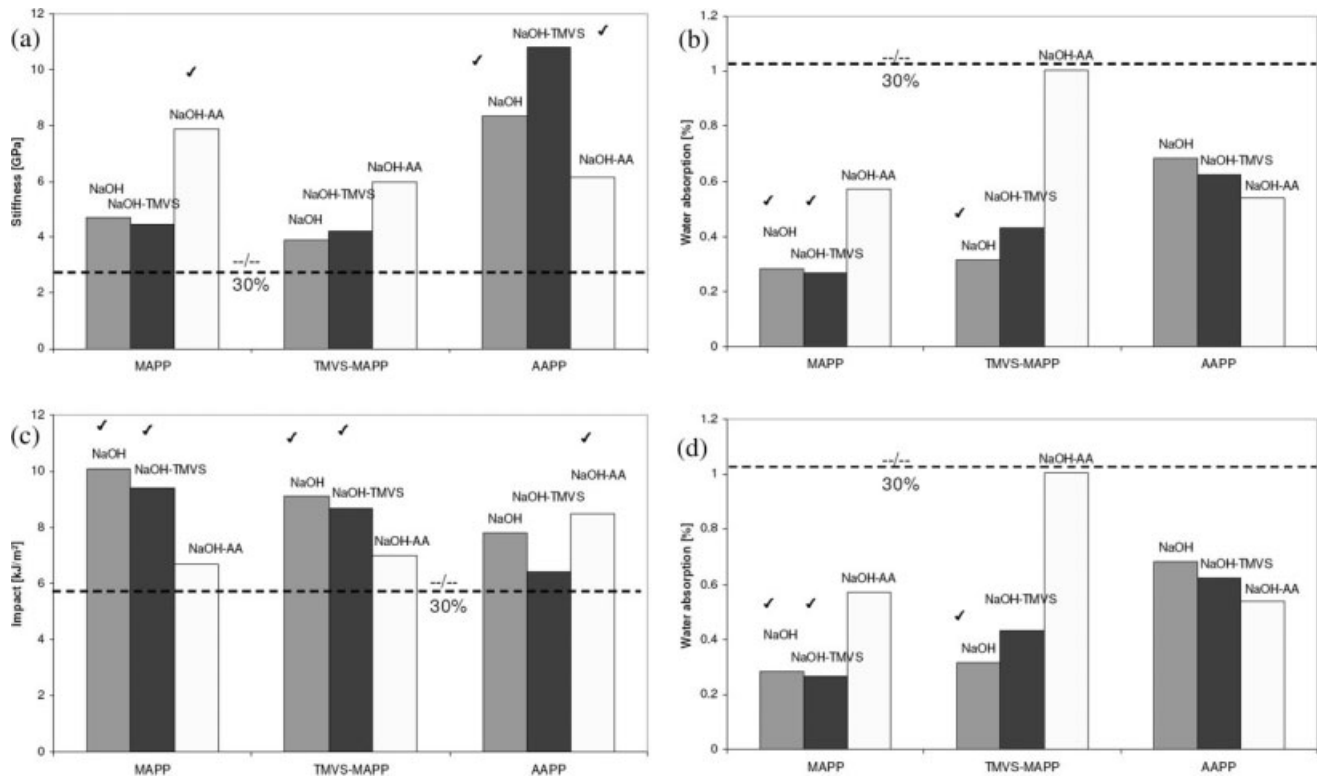 (a)
12
10
8
6
4
2
0
Stiffness [GPa]
NaOH
NaOH-TMVS
NaOH-AA
--/--
30%
NaOH
NaOH-TMVS
NaOH-AA
NaOH
NaOH-TMVS
NaOH-AA
MAPP
TMVS-MAPP
AAPP
(b)
1.2
1
0.8
0.6
0.4
0.2
0
Water absorption [%]
--/--
30%
NaOH
NaOH-TMVS
NaOH-AA
NaOH
NaOH-TMVS
NaOH-AA
NaOH
NaOH-TMVS
NaOH-AA
MAPP
TMVS-MAPP
AAPP
(c)
12
10
8
6
4
2
0
Impact [kJ/m²]
NaOH
NaOH-TMVS
NaOH-AA
NaOH
NaOH-TMVS
NaOH-AA
--/--
30%
NaOH
NaOH-TMVS
NaOH-AA
MAPP
TMVS-MAPP
AAPP
(d)
1.2
1
0.8
0.6
0.4
0.2
0
Water absorption [%]
--/--
30%
NaOH
NaOH-TMVS
NaOH-AA
NaOH
NaOH-TMVS
NaOH-AA
NaOH
NaOH-TMVS
NaOH-AA
MAPP
TMVS-MAPP
AAPP